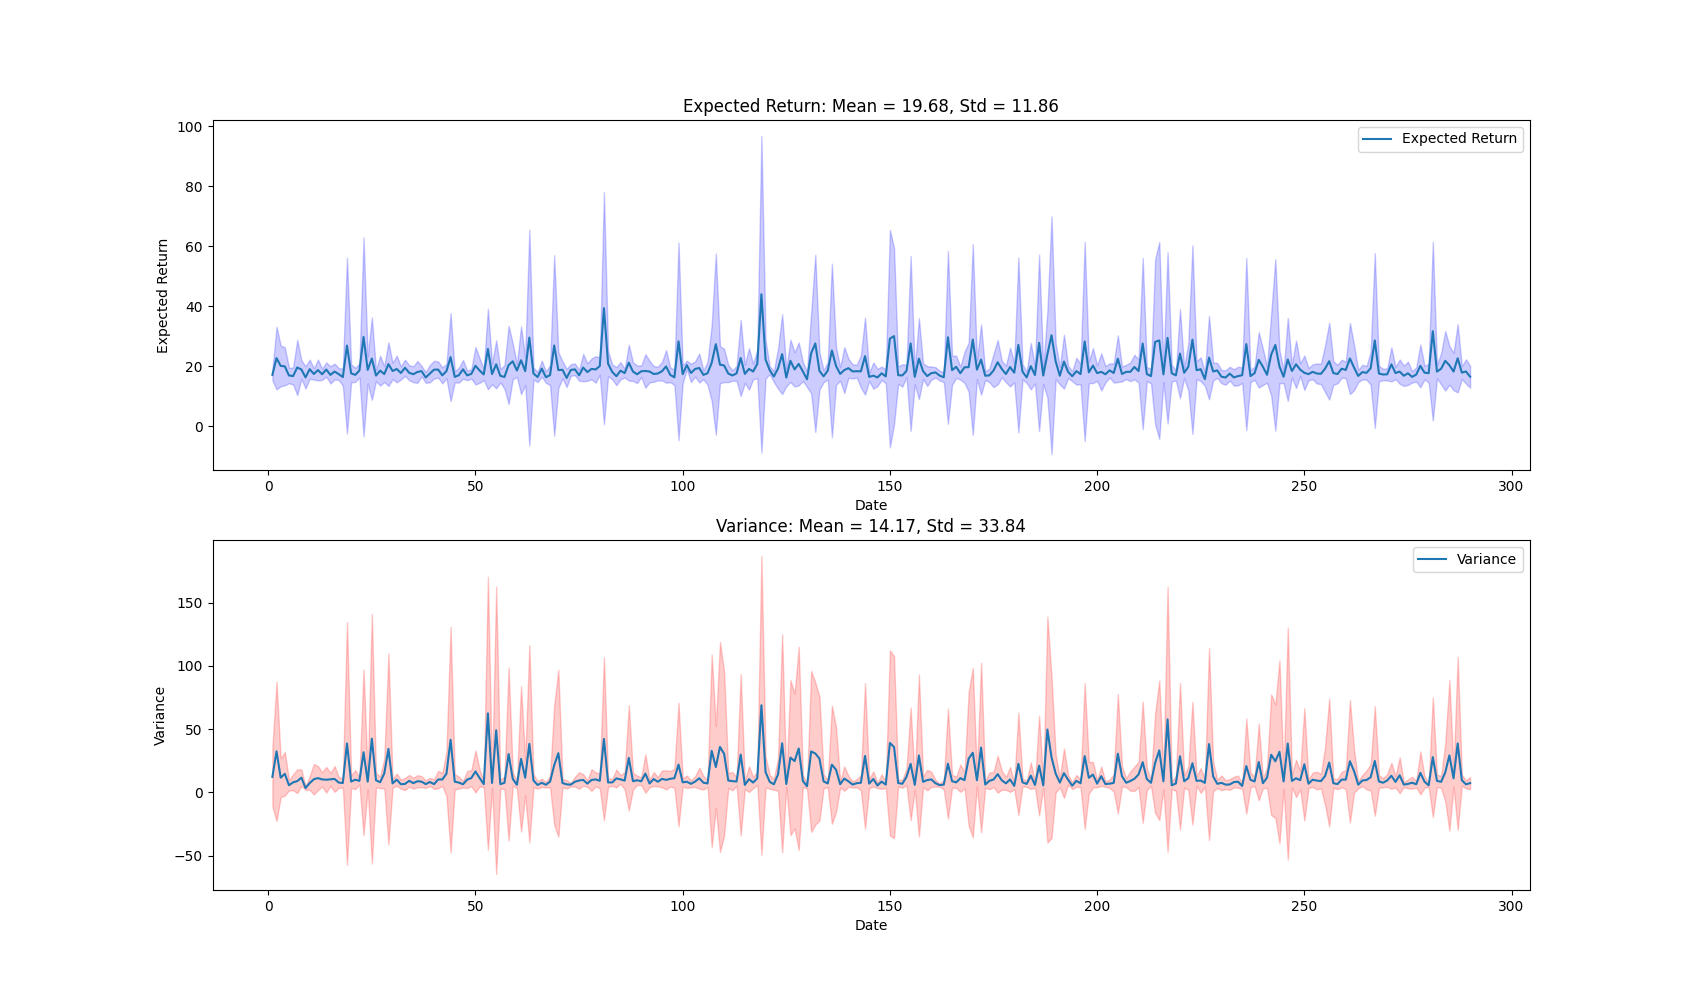 Expected Return: Mean = 19.68, Std = 11.86
Expected Return
100
80
60
40
20
0
Expected Return
0 50 100 150 200 250 300
Date
Variance: Mean = 14.17, Std = 33.84
Variance
150
100
50
0
−50
Variance
0 50 100 150 200 250 300
Date